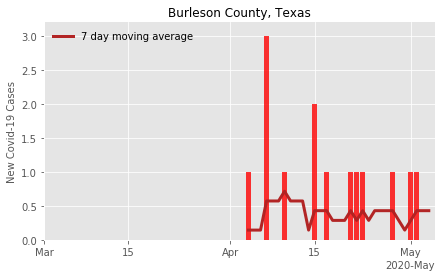 Burleson County, Texas
7 day moving average
New Covid-19 Cases
3.0
2.5
2.0
1.5
1.0
0.5
0.0
Mar 15 Apr 15 May
2020-May